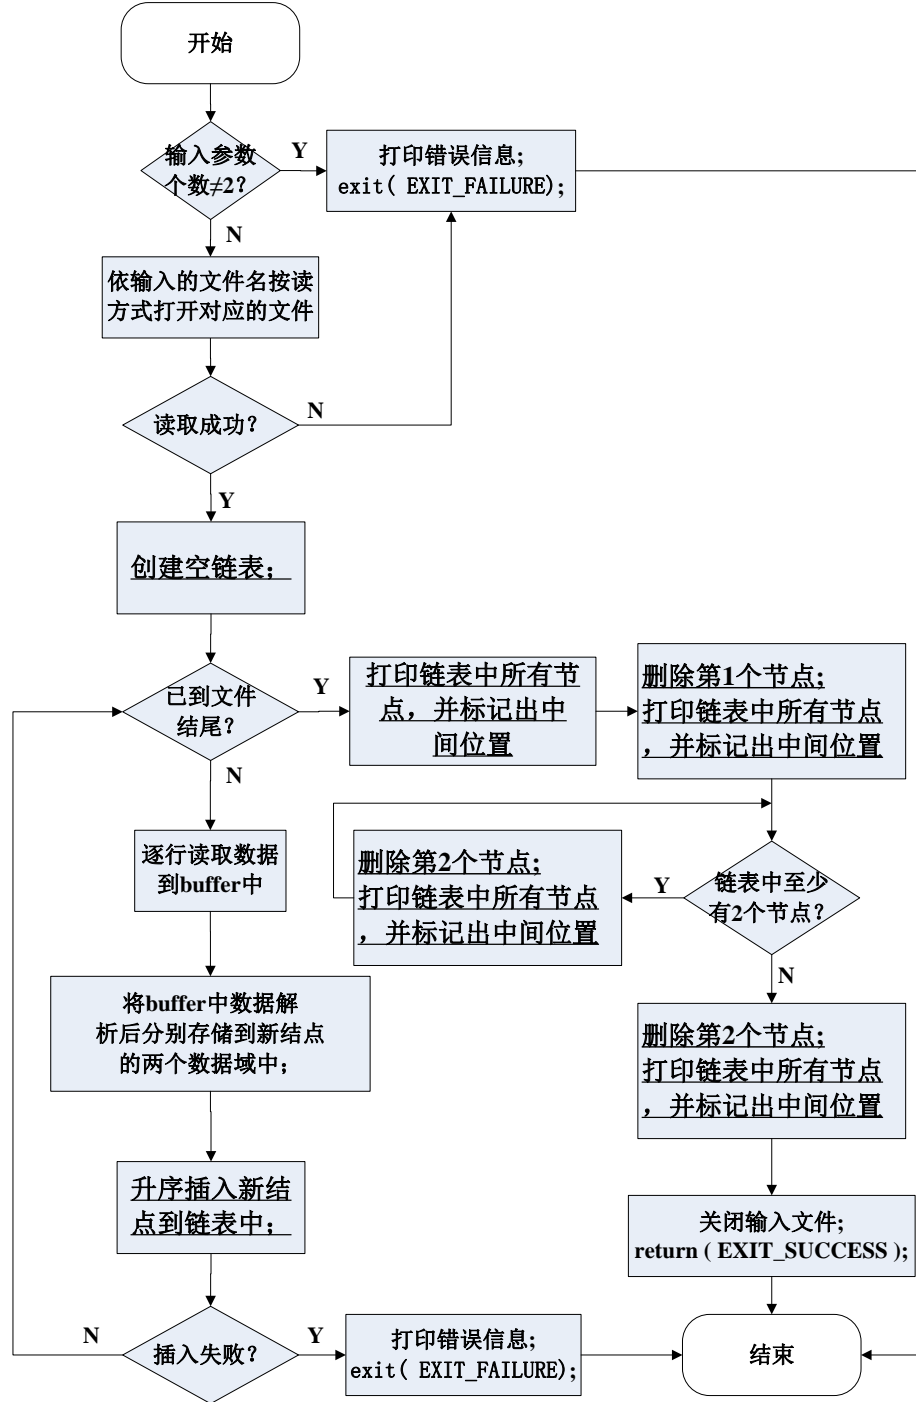 开始
输入参数
个数≠2?
Y
打印错误信息;
exit( EXIT_FAILURE);
N
依输入的文件名按读
方式打开对应的文件
读取成功?
N
Y
创建空链表;
已到文件
结尾?
Y
打印链表中所有节
点，并标记出中
间位置
删除第1个节点;
打印链表中所有节点
，并标记出中间位置
N
逐行读取数据
到buffer中
删除第2个节点;
打印链表中所有节点
，并标记出中间位置
Y
链表中至少
有2个节点?
N
将buffer中数据解
析后分别存储到新结点
的两个数据域中;
删除第2个节点;
打印链表中所有节点
，并标记出中间位置
升序插入新结
点到链表中;
关闭输入文件;
return ( EXIT_SUCCESS );
N
插入失败?
Y
打印错误信息;
exit( EXIT_FAILURE);
结束